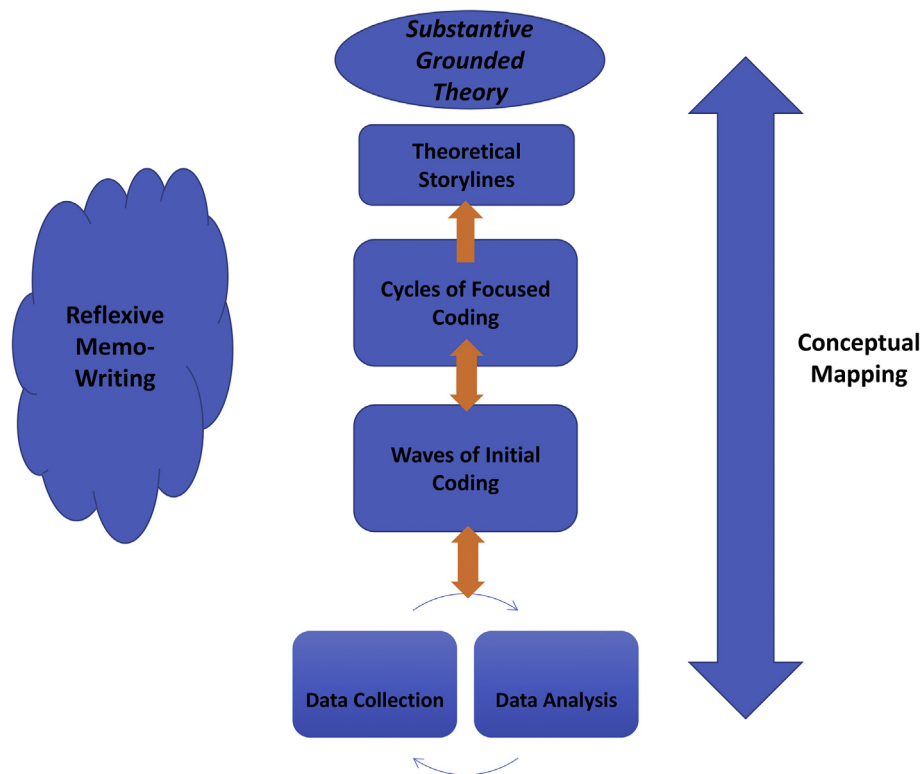 Substantive
Grounded
Theory
Theoretical
Storylines
Cycles of Focused
Coding
Reflexive
Memo-
Writing
Conceptual
Mapping
Waves of Initial
Coding
Data Collection
Data Analysis